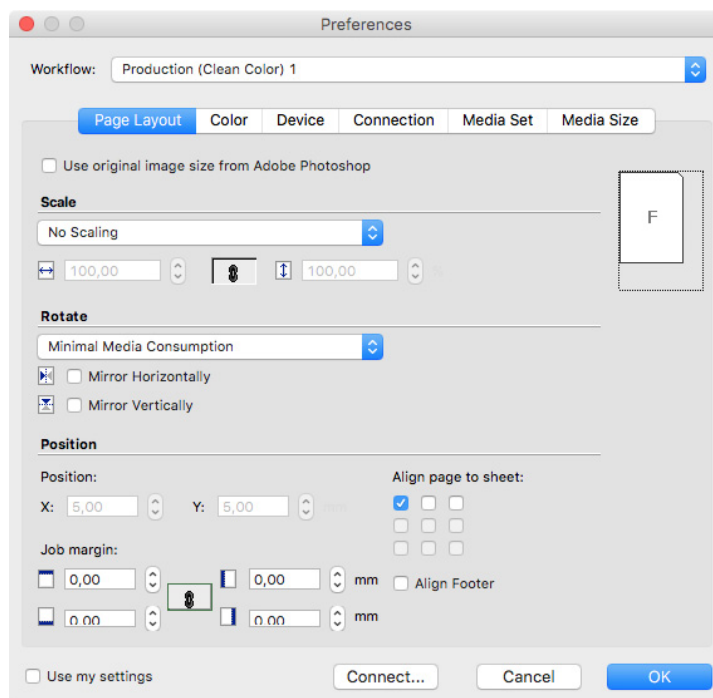 Preferences
Workflow: Production (Clean Color) 1
Page Layout Color Device Connection Media Set Media Size
Use original image size from Adobe Photoshop
Scale
No Scaling
F
100,00 100,00
Rotate
Minimal Media Consumption
Mirror Horizontally
Mirror Vertically
Position
Position: Align page to sheet:
X: 5,00 Y: 5,00 mm
Job margin:
0,00 0,00 mm Align Footer
0,00 0,00 mm
Use my settings Connect... Cancel OK